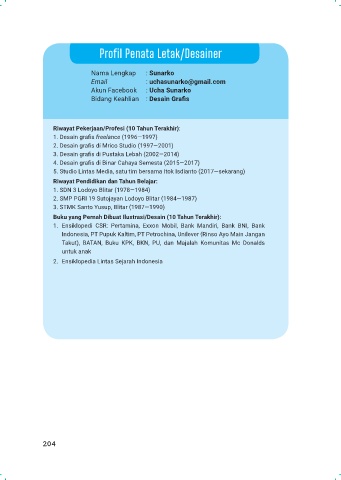 Profil Penata Letak/Desainer
Nama Lengkap : Sunarko
Email : uchasunarko@gmail.com
Akun Facebook : Ucha Sunarko
Bidang Keahlian : Desain Grafis
Riwayat Pekerjaan/Profesi (10 Tahun Terakhir):
1. Desain grafis freelance (1996—1997)
2. Desain grafis di Mrico Studio (1997—2001)
3. Desain grafis di Pustaka Lebah (2002—2014)
4. Desain grafis di Binar Cahaya Semesta (2015—2017)
5. Studio Lintas Media, satu tim bersama Itok Isdianto (2017—sekarang)
Riwayat Pendidikan dan Tahun Belajar:
1. SDN 3 Lodoyo Blitar (1978—1984)
2. SMP PGRI 19 Sutojayan Lodoyo Blitar (1984—1987)
3. STMK Santo Yusup, Blitar (1987—1990)
Buku yang Pernah Dibuat Ilustrasi/Desain (10 Tahun Terakhir):
1. Ensiklopedi CSR: Pertamina, Exxon Mobil, Bank Mandiri, Bank BNI, Bank
Indonesia, PT Pupuk Kaltim, PT Petrochina, Unilever (Rinso Ayo Main Jangan
Takut), BATAN, Buku KPK, BKN, PU, dan Majalah Komunitas Mc Donalds
untuk anak
2. Ensiklopedia Lintas Sejarah Indonesia
204